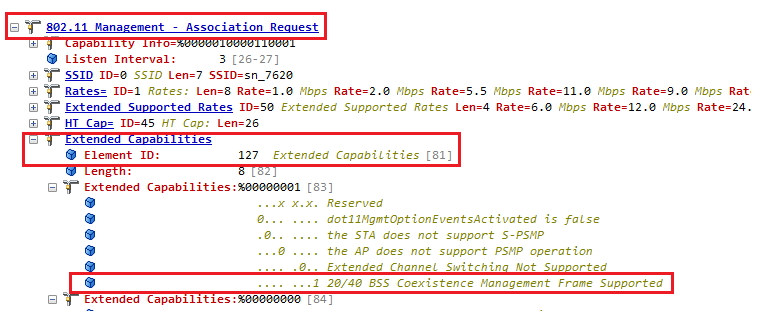 802.11 Management - Association Request
Capability Info=%0000010000110001
Listen Interval: 3 [26-27]
SSID ID=0 SSID Len=7 SSID=sn_7620
Rates= ID=1 Rates: Len=8 Rate=1.0 Mbps Rate=2.0 Mbps Rate=5.5 Mbps Rate=11.0 Mbps Rate=9.0 Mbps Rate
Extended Supported Rates ID=50 Extended Supported Rates Len=4 Rate=6.0 Mbps Rate=12.0 Mbps Rate=24.
HT Cap= ID=45 HT Cap: Len=26
Extended Capabilities
Element ID: 127 Extended Capabilities [81]
Length: 8 [82]
Extended Capabilities:%00000001 [83]
...x x.x. Reserved
0... .... dot11MgmtOptionEventsActivated is false
.0.. .... the STA does not support S-PSMP
...0 .... the AP does not support PSMP operation
.... .0.. Extended Channel Switching Not Supported
.... ...1 20/40 BSS Coexistence Management Frame Supported
Extended Capabilities:%00000000 [84]